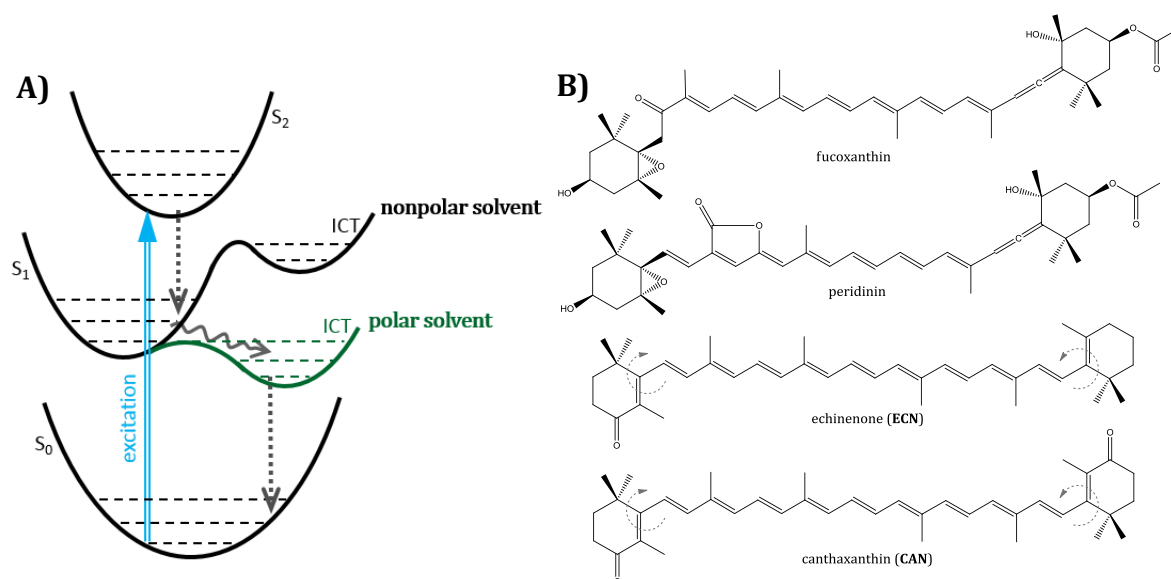 A)
S₂
nonpolar solvent
ICT
S₁
ICT
polar solvent
excitation
S₀
B)
HO
O
O
O
C
O
HO
fucoxanthin
O
O
HO
O
O
C
O
HO
peridinin
O
echinenone (ECN)
O
canthaxanthin (CAN)
O